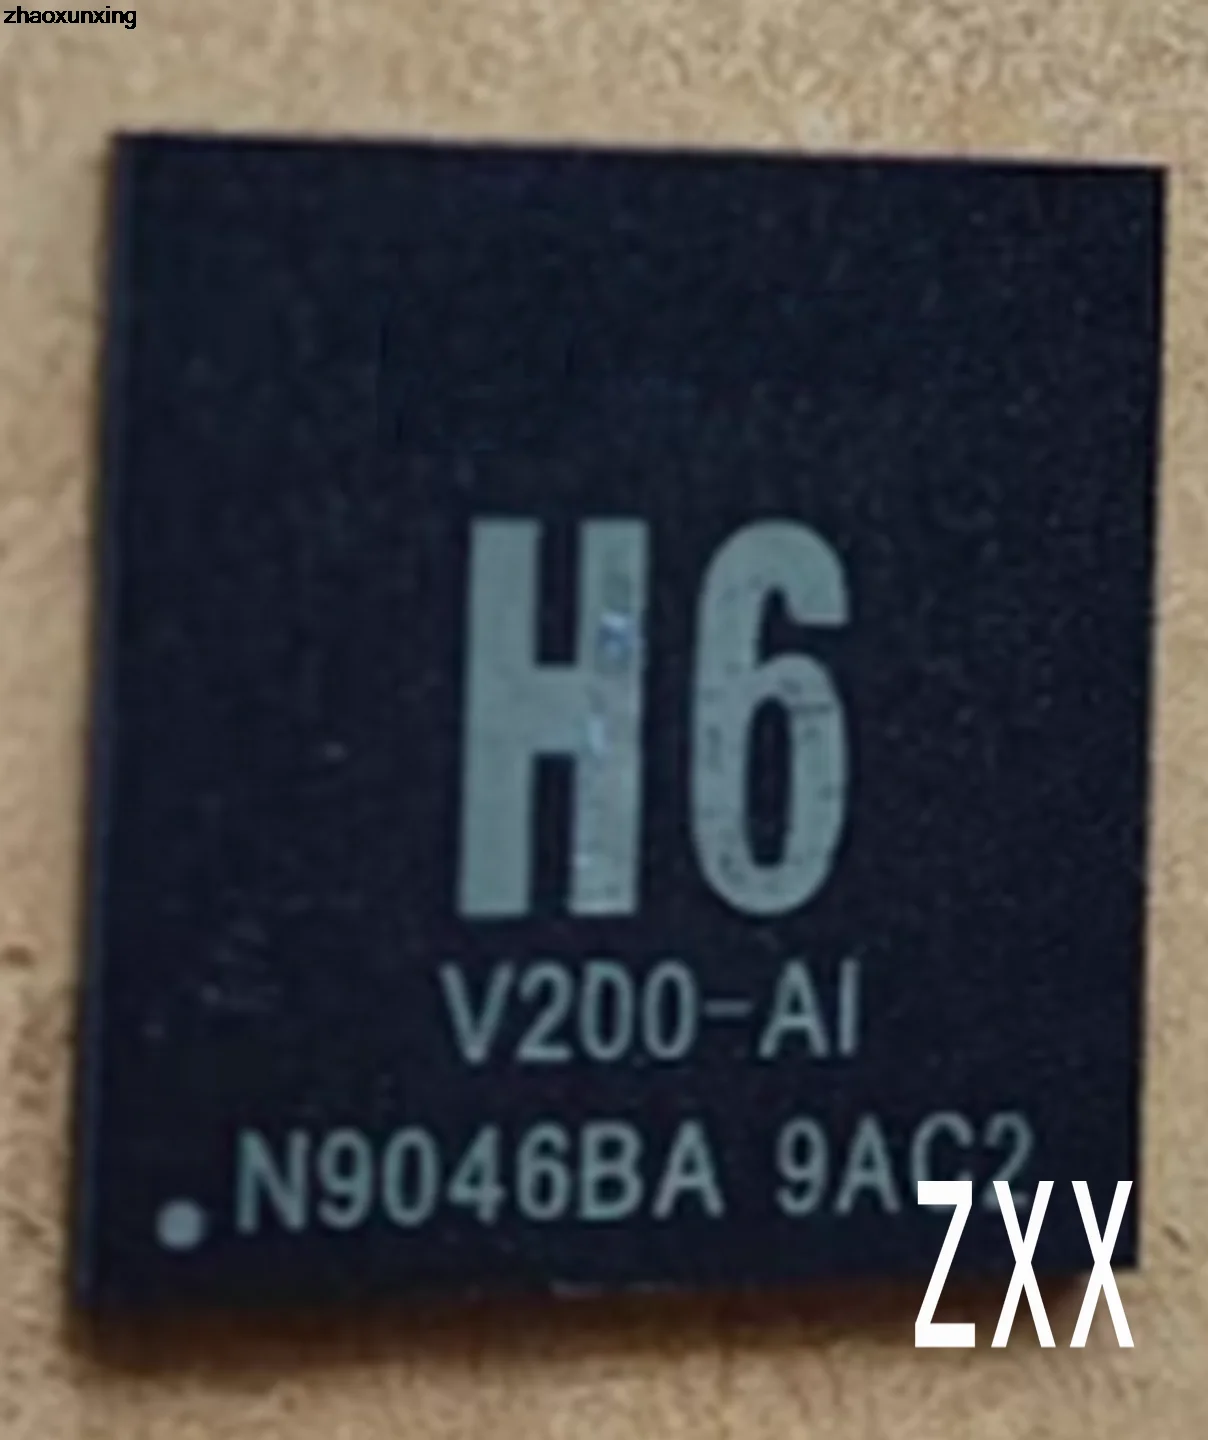 zhaoxunxing
H6
V200-AI
N9046BA 9AC2
ZXX